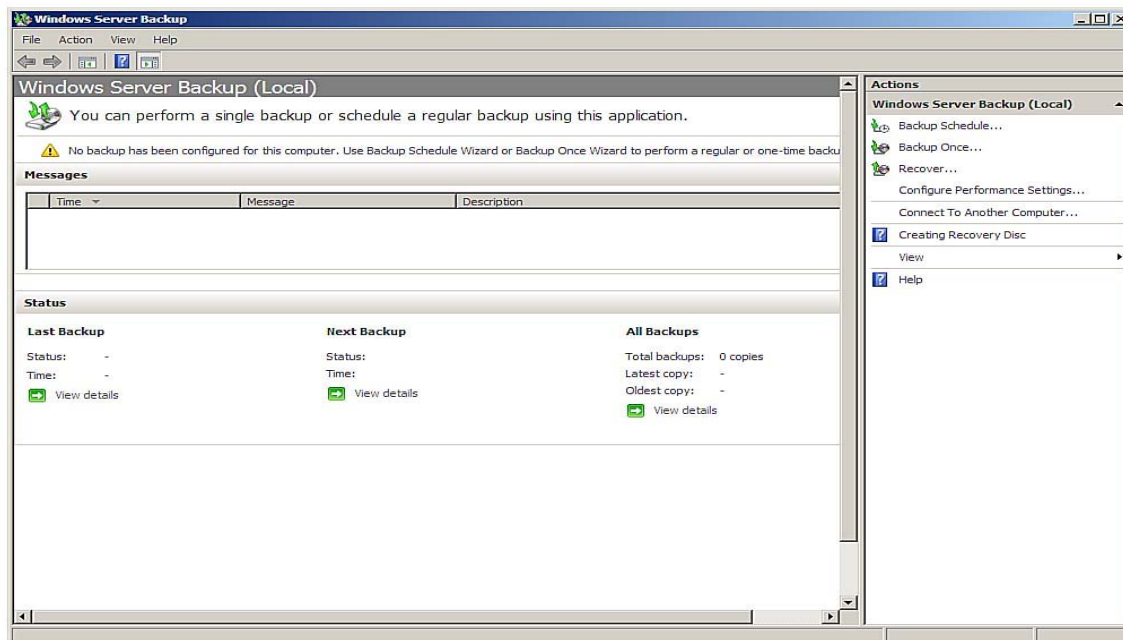 Windows Server Backup
File Action View Help
Windows Server Backup (Local)
You can perform a single backup or schedule a regular backup using this application.
No backup has been configured for this computer. Use Backup Schedule Wizard or Backup Once Wizard to perform a regular or one-time backu
Messages
Time Message Description
Status
Last Backup Next Backup All Backups
Status: - Status: Total backups: 0 copies
Time: - Time: Latest copy: -
Oldest copy: -
View details View details View details
Actions
Windows Server Backup (Local)
Backup Schedule...
Backup Once...
Recover...
Configure Performance Settings...
Connect To Another Computer...
Creating Recovery Disc
View
Help